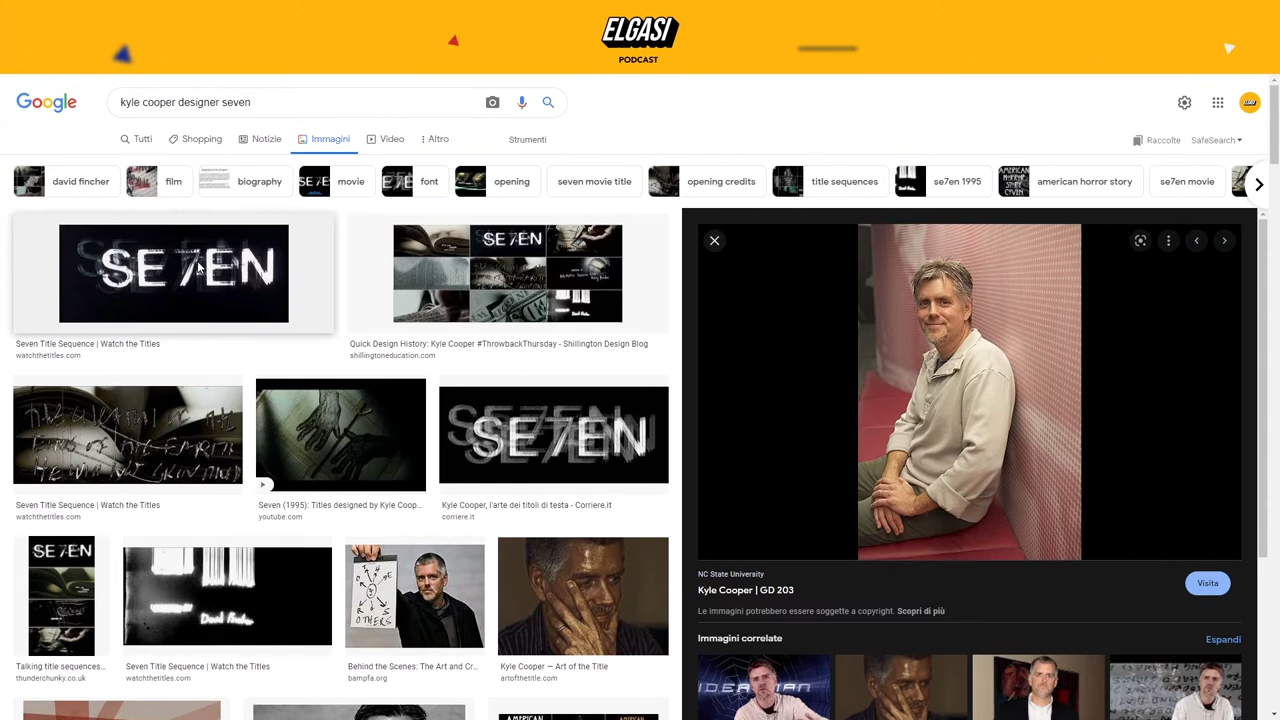 ELGASI
PODCAST
Google
kyle cooper designer seven
Tutti
Shopping
Notizie
Immagini
Video
Altro
Strumenti
Raccolte
SafeSearch
david fincher
film
biography
movie
font
opening
seven movie title
opening credits
title sequences
se7en 1995
american horror story
se7en movie
SE7EN
Seven Title Sequence | Watch the Titles
watchthetitles.com
SE7EN
Quick Design History: Kyle Cooper #ThrowbackThursday - Shillington Design Blog
shillingtoneducation.com
Seven Title Sequence | Watch the Titles
watchthetitles.com
Seven (1995): Titles designed by Kyle Coop...
youtube.com
SE7EN
Kyle Cooper, l'arte dei titoli di testa - Corriere.it
corriere.it
SE7EN
Talking title sequences...
thunderchunky.co.uk
Seven Title Sequence | Watch the Titles
watchthetitles.com
OTHERS
Behind the Scenes: The Art and Cr...
bampfa.org
Kyle Cooper — Art of the Title
artofthetitle.com
NC State University
Kyle Cooper | GD 203
Visita
Le immagini potrebbero essere soggette a copyright. Scopri di più
Immagini correlate
Espandi